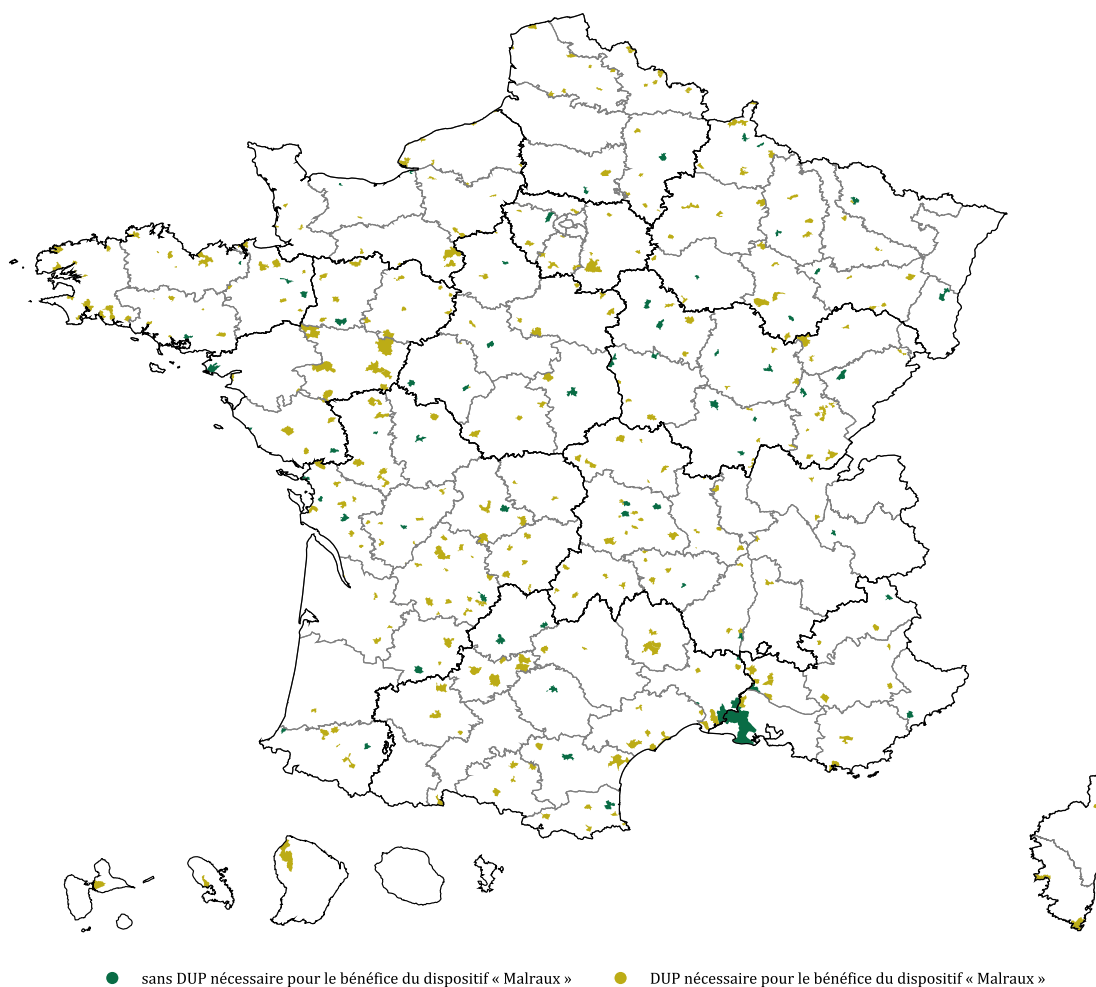 sans DUP nécessaire pour le bénéfice du dispositif « Malraux »
DUP nécessaire pour le bénéfice du dispositif « Malraux »